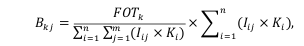 B_{kj} = \frac{FOT_k}{\sum_{i=1}^{n} \sum_{j=1}^{m} (I_{ij} \times K_i)} \times \sum_{i=1}^{n} (I_{ij} \times K_i),